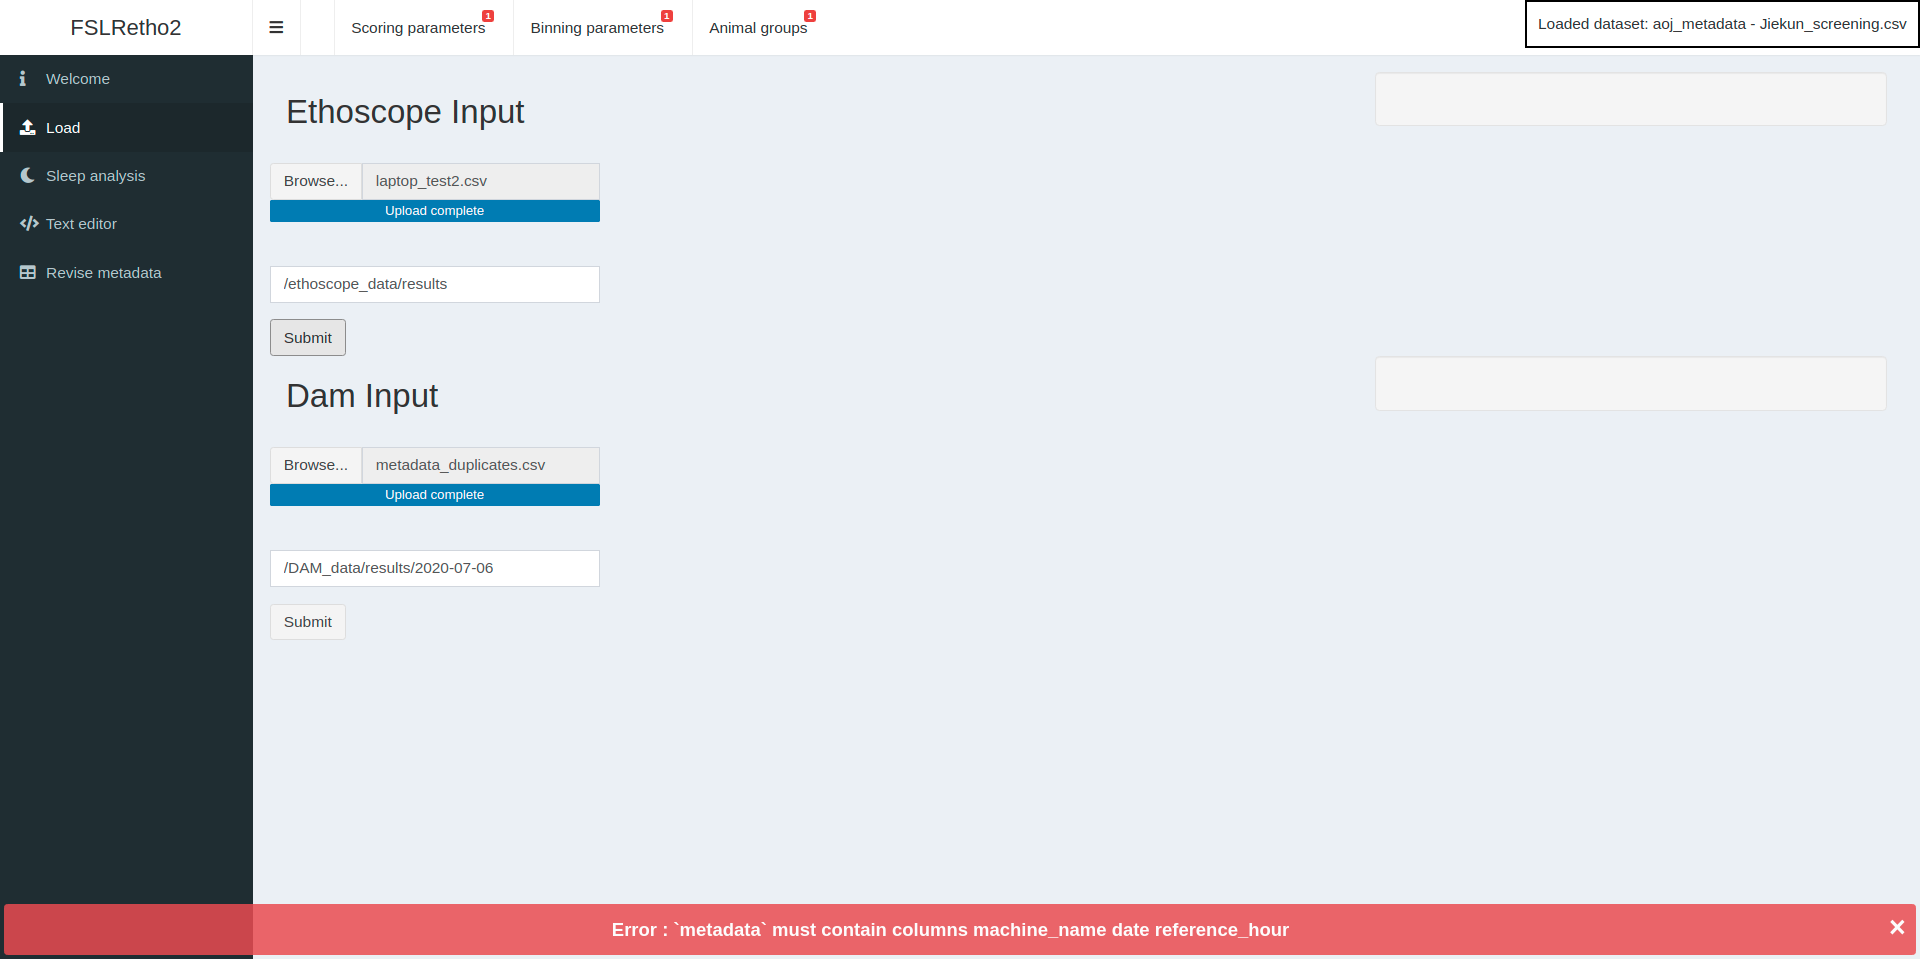 FSLRetho2
Scoring parameters 1
Binning parameters 1
Animal groups 1
Loaded dataset: aoj_metadata - Jiekun_screening.csv
Welcome
Load
Sleep analysis
Text editor
Revise metadata
Ethoscope Input
Browse... laptop_test2.csv
Upload complete
/ethoscope_data/results
Submit
Dam Input
Browse... metadata_duplicates.csv
Upload complete
/DAM_data/results/2020-07-06
Submit
Error : `metadata` must contain columns machine_name date reference_hour